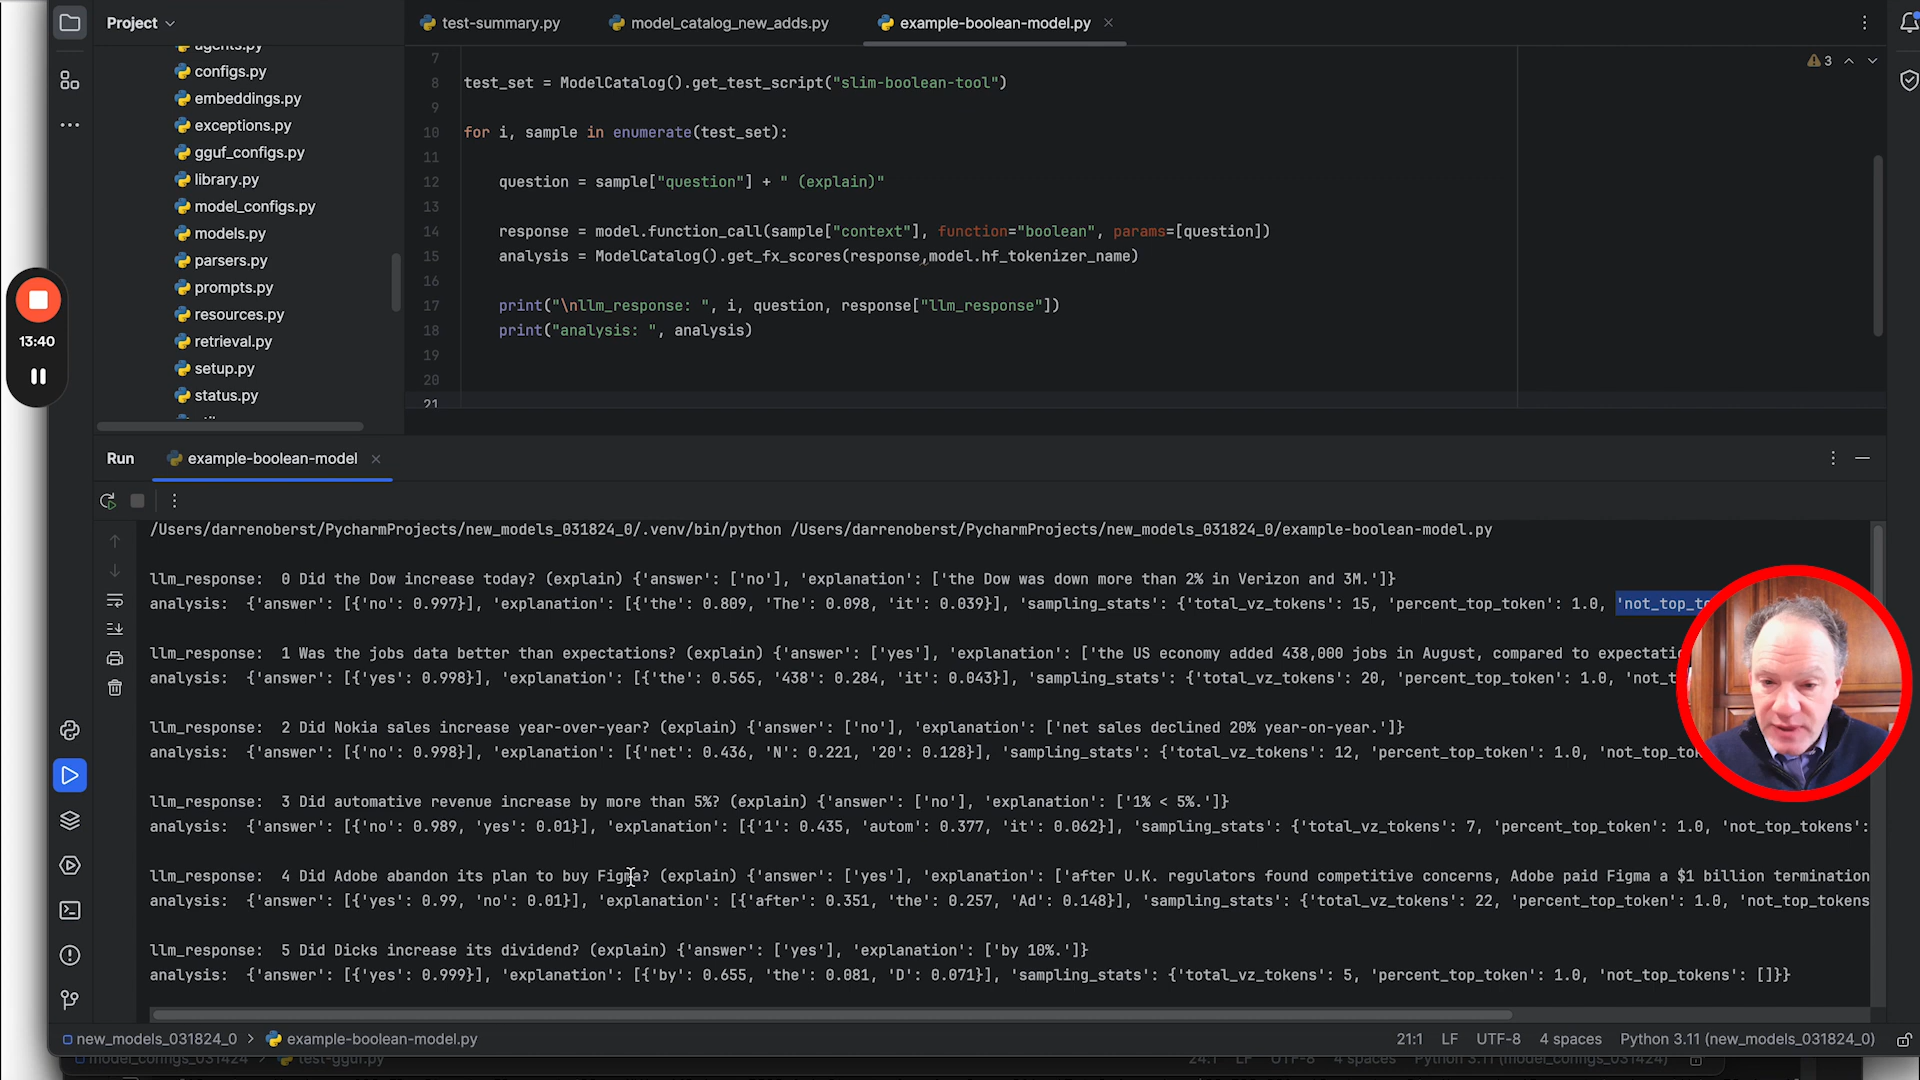 Project
test-summary.py
model_catalog_new_adds.py
example-boolean-model.py
agents.py
configs.py
embeddings.py
exceptions.py
gguf_configs.py
library.py
model_configs.py
models.py
parsers.py
prompts.py
resources.py
retrieval.py
setup.py
status.py
13:40
3
7
8 test_set = ModelCatalog().get_test_script("slim-boolean-tool")
9
10 for i, sample in enumerate(test_set):
11
12 question = sample["question"] + " (explain)"
13
14 response = model.function_call(sample["context"], function="boolean", params=[question])
15 analysis = ModelCatalog().get_fx_scores(response,model.hf_tokenizer_name)
16
17 print("\nllm_response: ", i, question, response["llm_response"])
18 print("analysis: ", analysis)
19
20
21
Run
example-boolean-model
/Users/darrenoberst/PycharmProjects/new_models_031824_0/.venv/bin/python /Users/darrenoberst/PycharmProjects/new_models_031824_0/example-boolean-model.py
llm_response: 0 Did the Dow increase today? (explain) {'answer': ['no'], 'explanation': ['the Dow was down more than 2% in Verizon and 3M.']}
analysis: {'answer': [{'no': 0.997}], 'explanation': [{'the': 0.809, 'The': 0.098, 'it': 0.039}], 'sampling_stats': {'total_vz_tokens': 15, 'percent_top_token': 1.0, 'not_top_to
llm_response: 1 Was the jobs data better than expectations? (explain) {'answer': ['yes'], 'explanation': ['the US economy added 438,000 jobs in August, compared to expectati
analysis: {'answer': [{'yes': 0.998}], 'explanation': [{'the': 0.565, '438': 0.284, 'it': 0.043}], 'sampling_stats': {'total_vz_tokens': 20, 'percent_top_token': 1.0, 'not_t
llm_response: 2 Did Nokia sales increase year-over-year? (explain) {'answer': ['no'], 'explanation': ['net sales declined 20% year-on-year.']}
analysis: {'answer': [{'no': 0.998}], 'explanation': [{'net': 0.436, 'N': 0.221, '20': 0.128}], 'sampling_stats': {'total_vz_tokens': 12, 'percent_top_token': 1.0, 'not_top_tok
llm_response: 3 Did automative revenue increase by more than 5%? (explain) {'answer': ['no'], 'explanation': ['1% < 5%.']}
analysis: {'answer': [{'no': 0.989, 'yes': 0.01}], 'explanation': [{'1': 0.435, 'autom': 0.377, 'it': 0.062}], 'sampling_stats': {'total_vz_tokens': 7, 'percent_top_token': 1.0, 'not_top_tokens':
llm_response: 4 Did Adobe abandon its plan to buy Figma? (explain) {'answer': ['yes'], 'explanation': ['after U.K. regulators found competitive concerns, Adobe paid Figma a $1 billion termination
analysis: {'answer': [{'yes': 0.99, 'no': 0.01}], 'explanation': [{'after': 0.351, 'the': 0.257, 'Ad': 0.148}], 'sampling_stats': {'total_vz_tokens': 22, 'percent_top_token': 1.0, 'not_top_tokens
llm_response: 5 Did Dicks increase its dividend? (explain) {'answer': ['yes'], 'explanation': ['by 10%.']}
analysis: {'answer': [{'yes': 0.999}], 'explanation': [{'by': 0.655, 'the': 0.081, 'D': 0.071}], 'sampling_stats': {'total_vz_tokens': 5, 'percent_top_token': 1.0, 'not_top_tokens': []}}
new_models_031824_0 > example-boolean-model.py
21:1 LF UTF-8 4 spaces Python 3.11 (new_models_031824_0)
model_configs_031424 > test-gguf.py
24:1 LF UTF-8 4 spaces Python 3.11 (model_configs_031424)